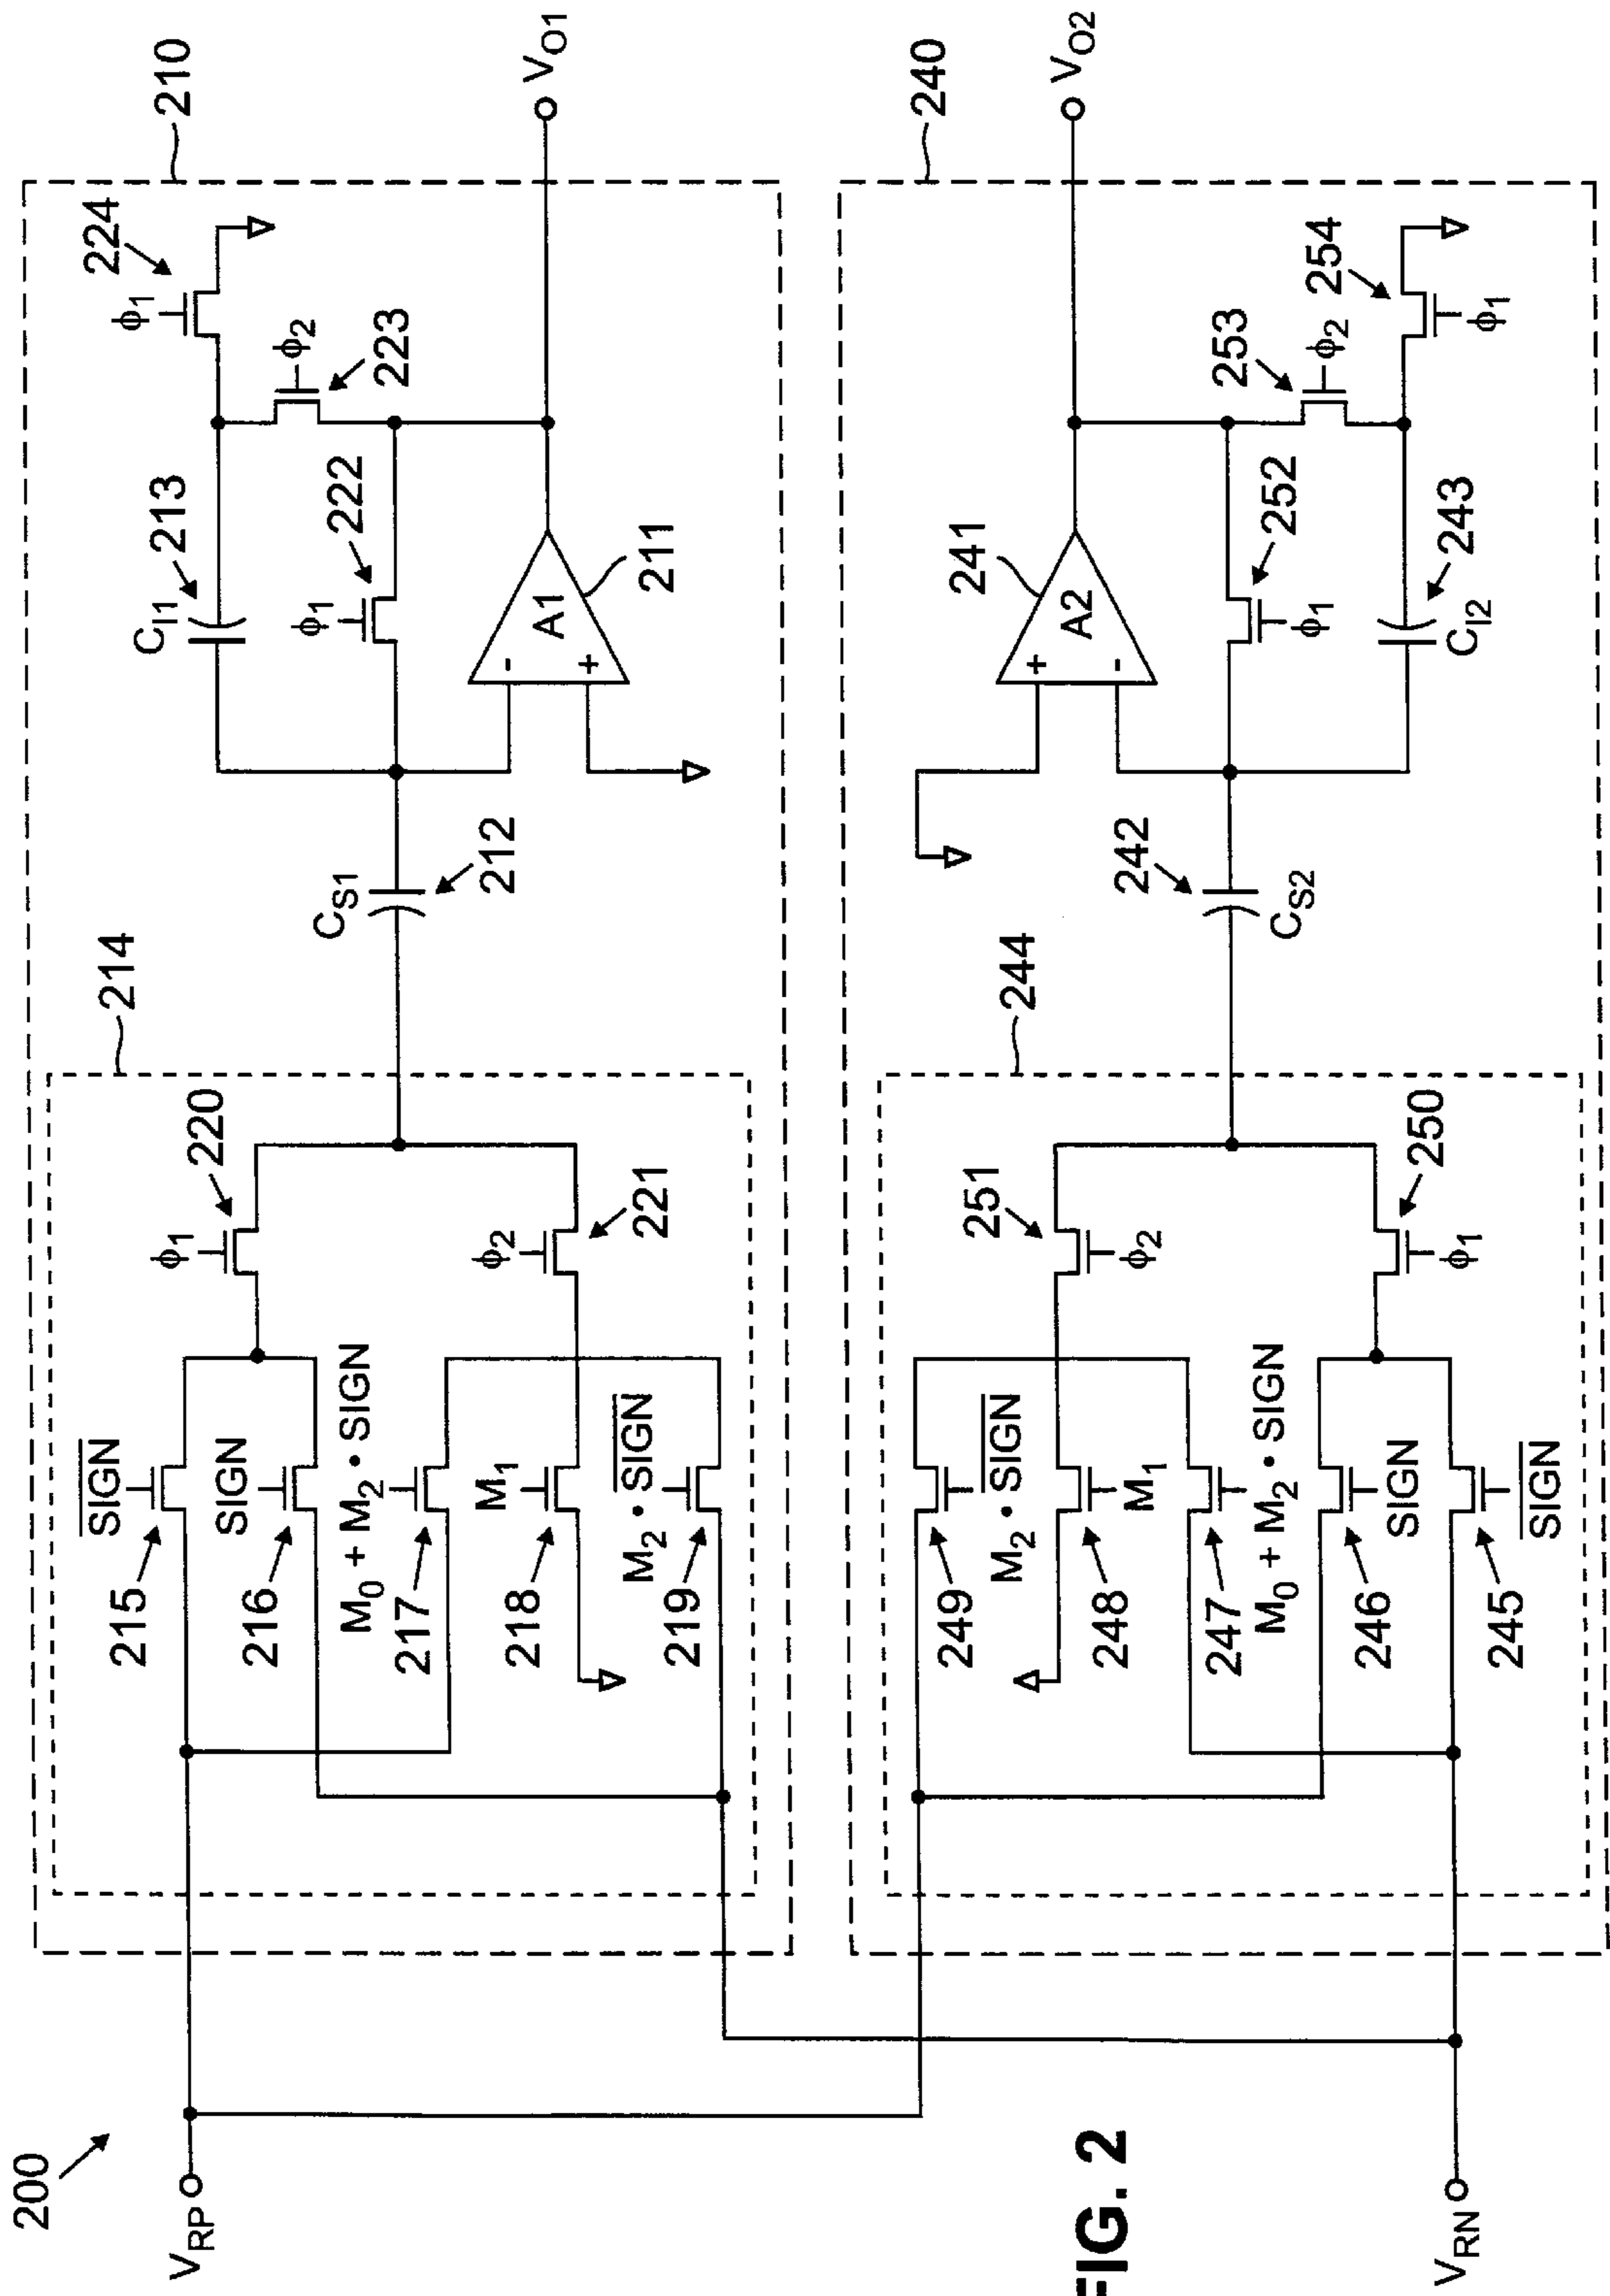 200
V_RP
V_RN
214
215
SIGN̅
216
SIGN
217
M₀ + M₂ • SIGN
218
M₁
219
M₂ • SIGN̅
220
ϕ₁
221
ϕ₂
C_S1
212
C_I1
213
ϕ₁
222
ϕ₂
223
ϕ₁
224
-
+
A1
211
210
V_O1
244
249
M₂ • SIGN̅
248
M₁
247
M₀ + M₂ • SIGN
246
SIGN
245
SIGN̅
251
ϕ₂
250
ϕ₁
242
C_S2
+
-
A2
241
252
ϕ₁
253
ϕ₂
254
ϕ₁
243
C_I2
240
V_O2
FIG. 2